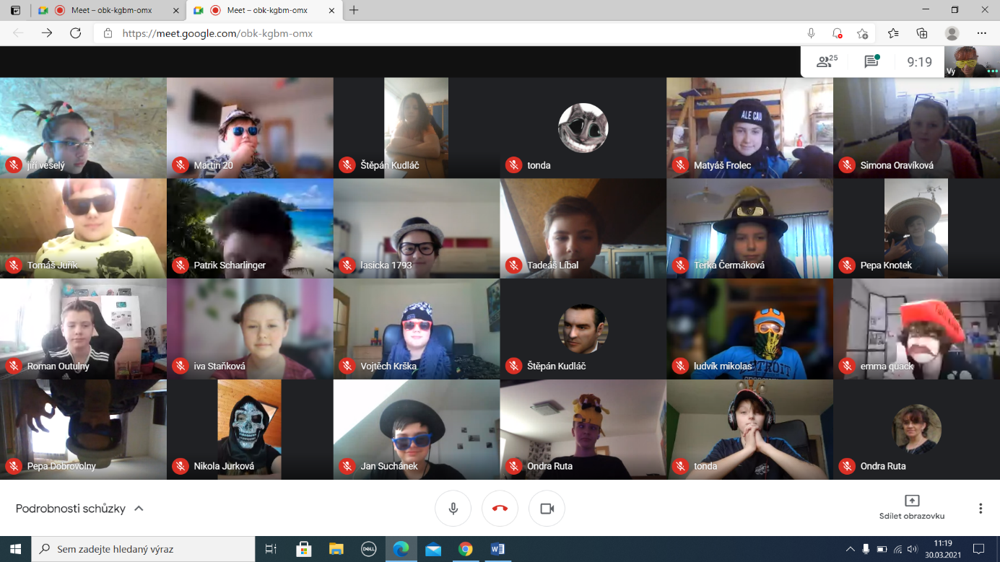 Meet – obk-kgbm-omx
Meet – obk-kgbm-omx
https://meet.google.com/obk-kgbm-omx
25
9:19
Vy
jiří veselý
Martin 20
Štěpán Kudláč
tonda
ALE CAU
Matyáš Frolec
Simona Oravíková
Tomáš Juřík
Patrik Scharlinger
lasicka 1793
Tadeáš Líbal
Terka Čermáková
Pepa Knotek
Roman Outulny
iva Staňková
Vojtěch Krška
Štěpán Kudláč
DETROIT
ludvík mikolas
emma quack
Pepa Dobrovolny
Nikola Jurková
Jan Suchánek
Ondra Ruta
tonda
Ondra Ruta
Podrobnosti schůzky
Sdílet obrazovku
Sem zadejte hledaný výraz
DELL
11:19
30.03.2021